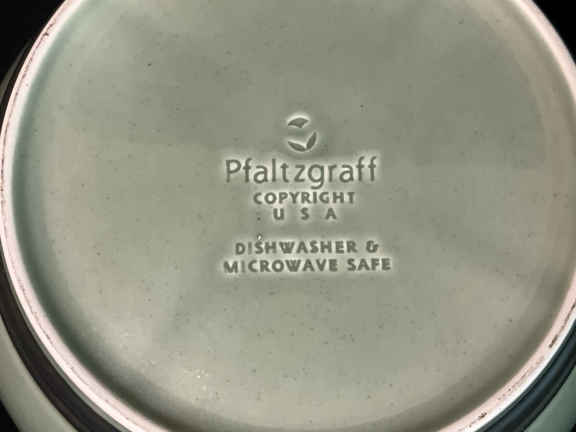 Pfaltzgraff
COPYRIGHT
U S A
DISHWASHER &
MICROWAVE SAFE